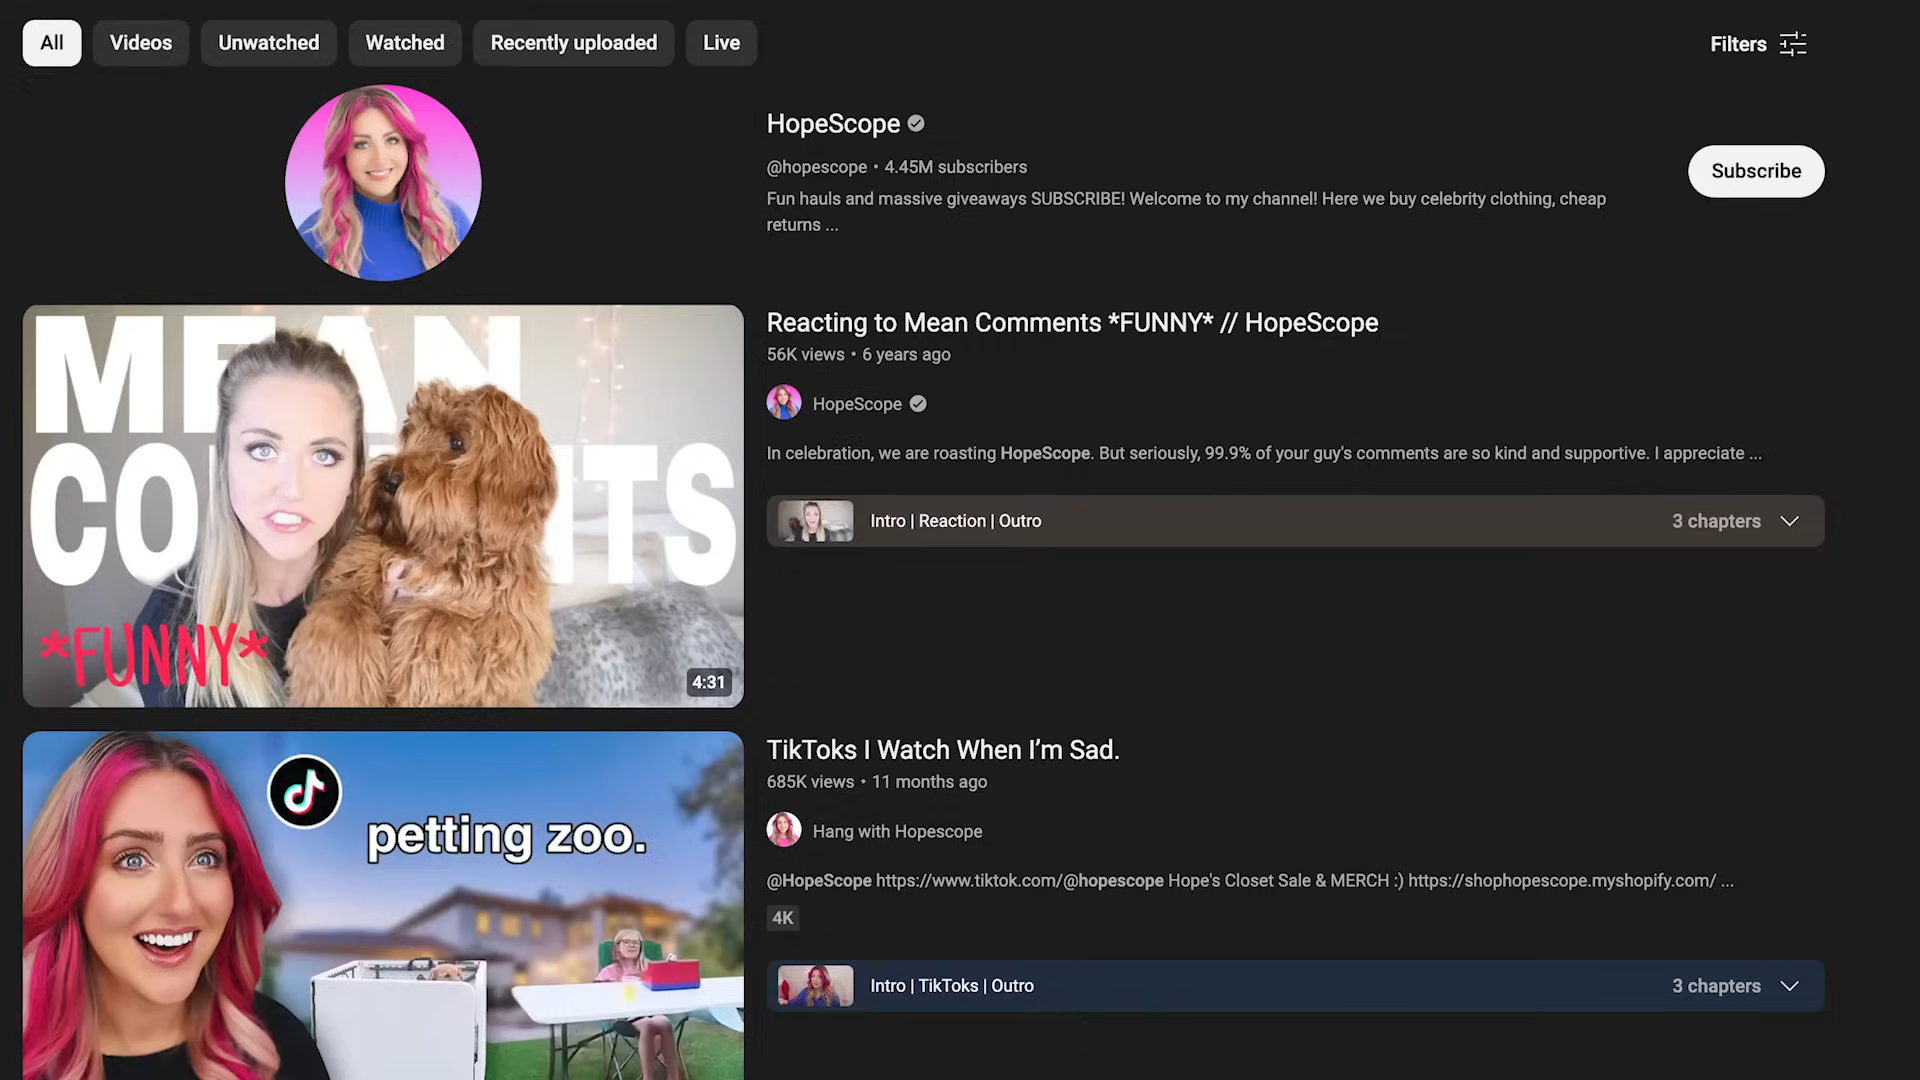 All
Videos
Unwatched
Watched
Recently uploaded
Live
Filters
HopeScope
@hopescope • 4.45M subscribers
Fun hauls and massive giveaways SUBSCRIBE! Welcome to my channel! Here we buy celebrity clothing, cheap
returns ...
Subscribe
MEAN
COMMENTS
*FUNNY*
4:31
Reacting to Mean Comments *FUNNY* // HopeScope
56K views • 6 years ago
HopeScope
In celebration, we are roasting HopeScope. But seriously, 99.9% of your guy's comments are so kind and supportive. I appreciate ...
Intro | Reaction | Outro
3 chapters
petting zoo.
TikToks I Watch When I’m Sad.
685K views • 11 months ago
Hang with Hopescope
@HopeScope https://www.tiktok.com/@hopescope Hope's Closet Sale & MERCH :) https://shophopescope.myshopify.com/ ...
4K
Intro | TikToks | Outro
3 chapters